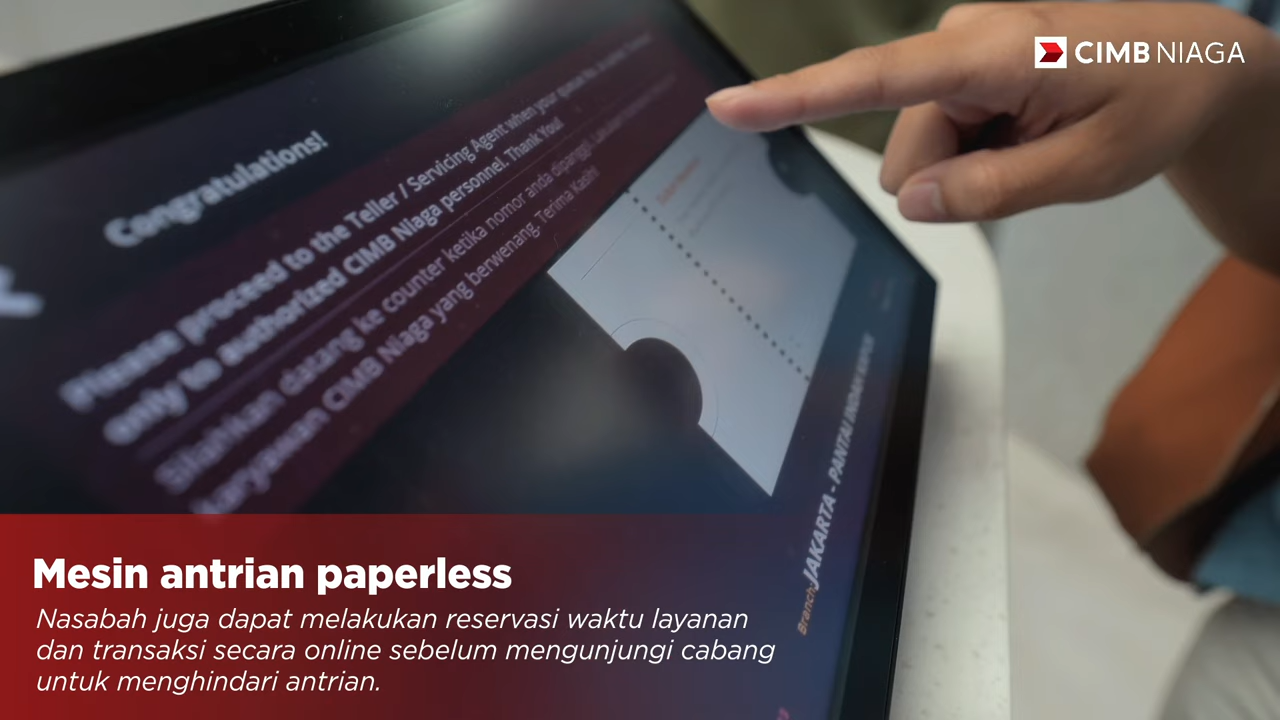 CIMB NIAGA
Congratulations!
Please proceed to the Teller / Servicing Agent when your queue
only to authorized CIMB Niaga personnel. Thank You!
Silahkan datang ke counter ketika nomor anda dipanggil.
karyawan CIMB Niaga yang berwenang. Terima Kasih!
Branch JAKARTA - PANTAI INDAH KAPUK
Mesin antrian paperless
Nasabah juga dapat melakukan reservasi waktu layanan
dan transaksi secara online sebelum mengunjungi cabang
untuk menghindari antrian.